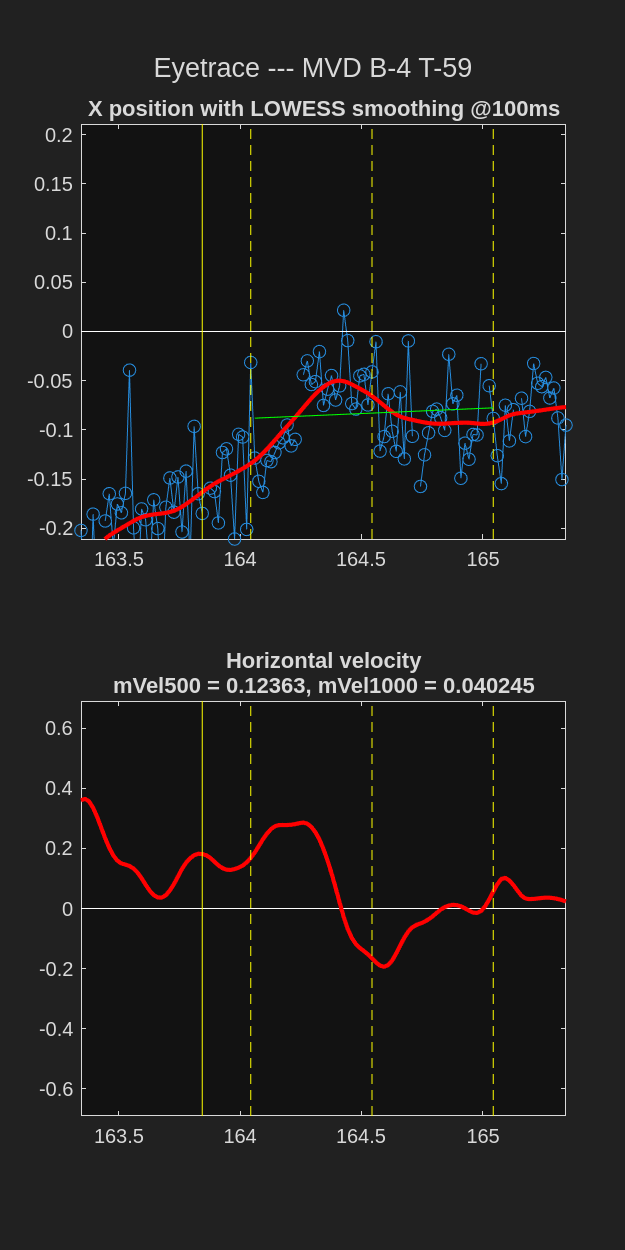 Eyetrace --- MVD B-4 T-59
X position with LOWESS smoothing @100ms
0.2
0.15
0.1
0.05
0
-0.05
-0.1
-0.15
-0.2
163.5 164 164.5 165
Horizontal velocity
mVel500 = 0.12363, mVel1000 = 0.040245
0.6
0.4
0.2
0
-0.2
-0.4
-0.6
163.5 164 164.5 165